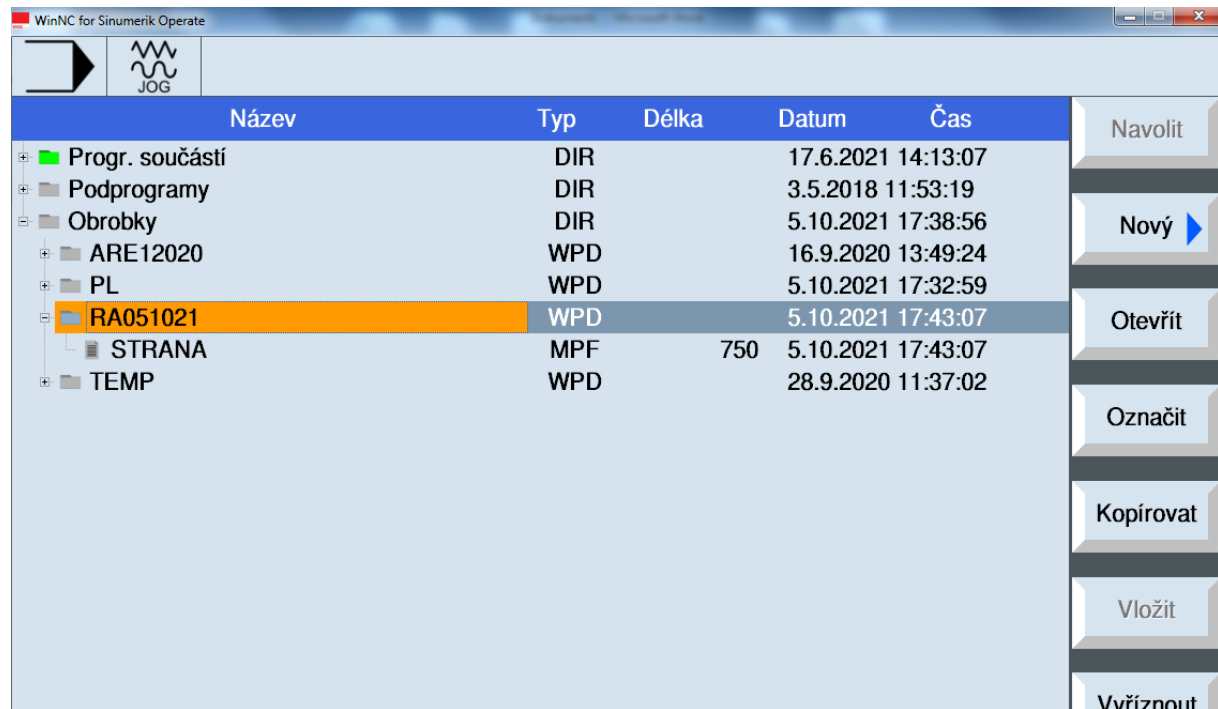 WinNC for Sinumerik Operate
JOG
Název Typ Délka Datum Čas
Progr. součástí DIR 17.6.2021 14:13:07
Podprogramy DIR 3.5.2018 11:53:19
Obrobky DIR 5.10.2021 17:38:56
ARE12020 WPD 16.9.2020 13:49:24
PL WPD 5.10.2021 17:32:59
RA051021 WPD 5.10.2021 17:43:07
STRANA MPF 750 5.10.2021 17:43:07
TEMP WPD 28.9.2020 11:37:02
Navolit
Nový
Otevřít
Označit
Kopírovat
Vložit
Vyříznout